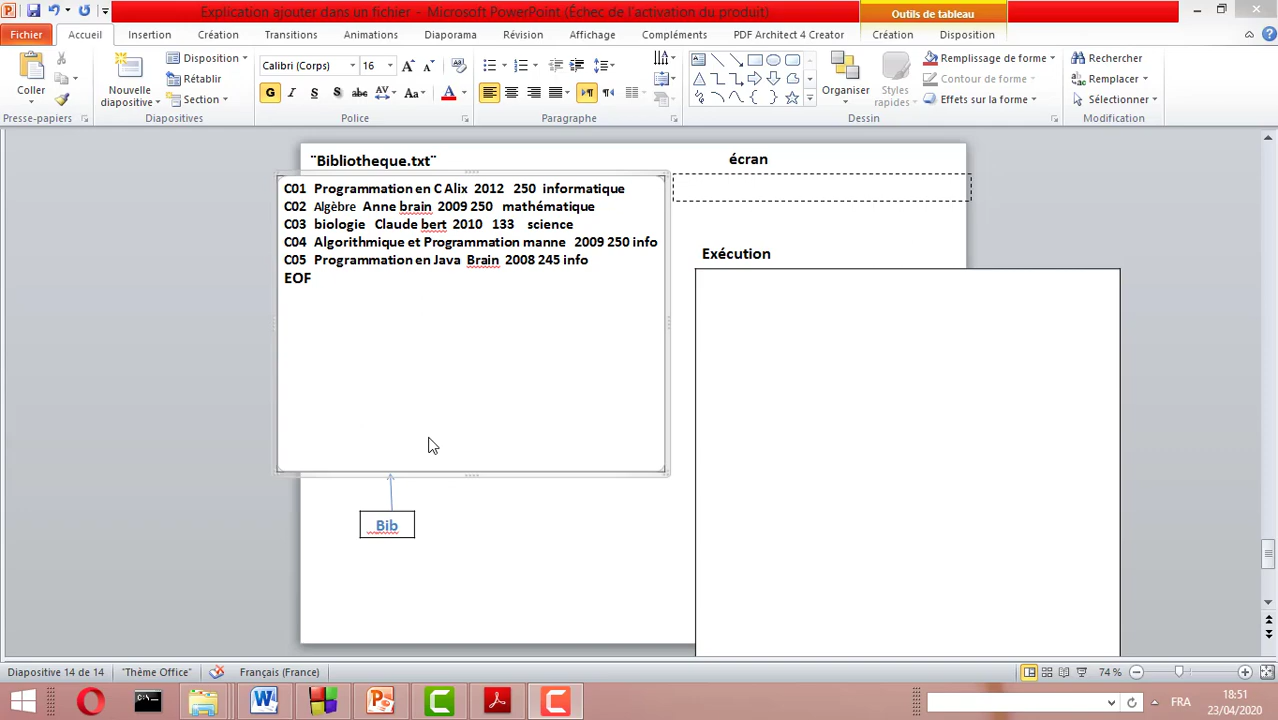 Explication ajouter dans un fichier - Microsoft PowerPoint (Échec de l'activation du produit)
Outils de tableau
Fichier
Accueil
Insertion
Création
Transitions
Animations
Diaporama
Révision
Affichage
Compléments
PDF Architect 4 Creator
Création
Disposition
Coller
Presse-papiers
Nouvelle diapositive
Disposition
Rétablir
Section
Diapositives
Calibri (Corps)
16
G I S S abc AV Aa A
Police
Paragraphe
Organiser
Styles rapides
Remplissage de forme
Contour de forme
Effets sur la forme
Dessin
Rechercher
Remplacer
Sélectionner
Modification
¨Bibliotheque.txt¨
écran
C01 Programmation en C Alix 2012 250 informatique
C02 Algèbre Anne brain 2009 250 mathématique
C03 biologie Claude bert 2010 133 science
C04 Algorithmique et Programmation manne 2009 250 info
C05 Programmation en Java Brain 2008 245 info
EOF
Exécution
Bib
Diapositive 14 de 14
"Thème Office"
Français (France)
74 %
FRA
18:51
23/04/2020